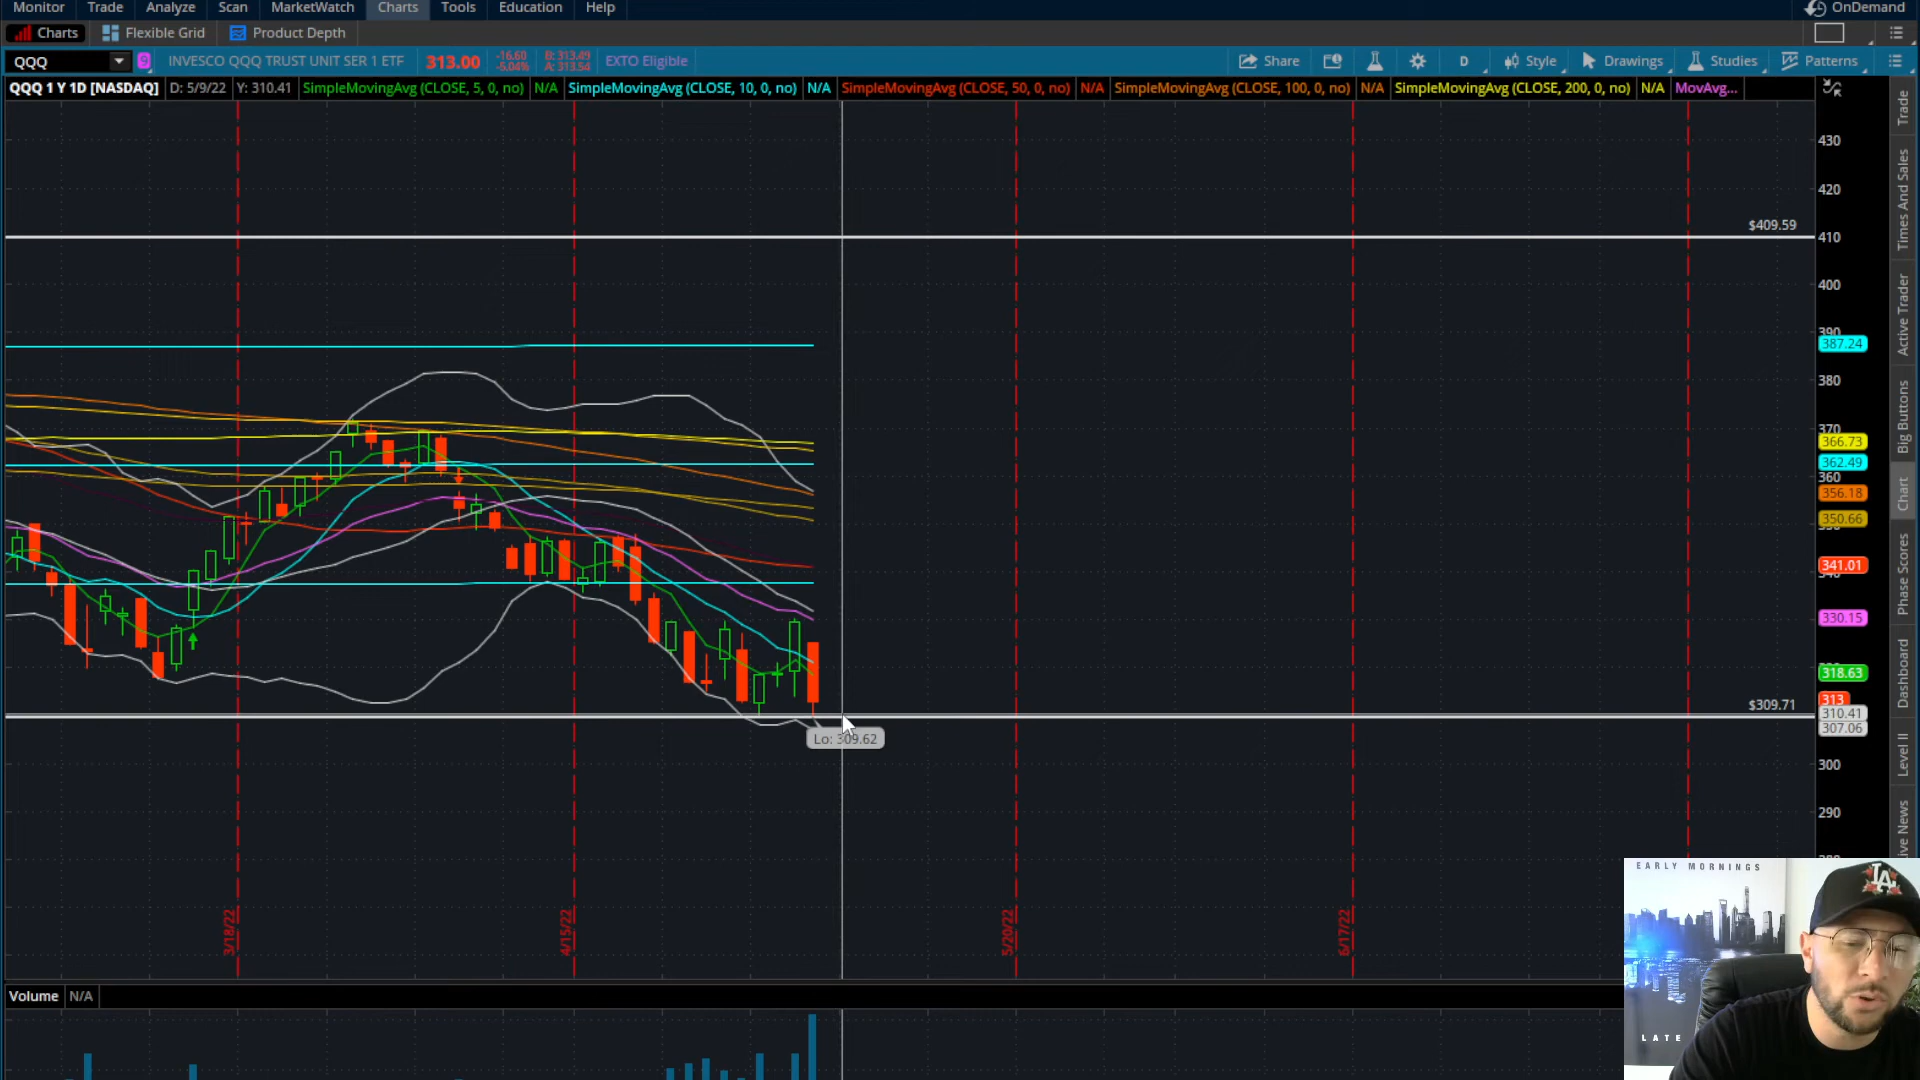 Monitor Trade Analyze Scan MarketWatch Charts Tools Education Help OnDemand
Charts Flexible Grid Product Depth
QQQ INVESCO QQQ TRUST UNIT SER 1 ETF 313.00 -16.60 -5.04% B: 313.49 A: 313.54 EXTO Eligible Share D Style Drawings Studies Patterns
QQQ 1 Y 1D [NASDAQ] D: 5/9/22 Y: 310.41 SimpleMovingAvg (CLOSE, 5, 0, no) N/A SimpleMovingAvg (CLOSE, 10, 0, no) N/A SimpleMovingAvg (CLOSE, 50, 0, no) N/A SimpleMovingAvg (CLOSE, 100, 0, no) N/A SimpleMovingAvg (CLOSE, 200, 0, no) N/A MovAvg...
430
420
$409.59
410
400
390
387.24
380
370
366.73
362.49
360
356.18
350.66
341.01
330.15
318.63
313
$309.71
310.41
307.06
Lo: 309.62
300
290
3/18/22
4/15/22
5/20/22
6/17/22
Trade
Times And Sales
Active Trader
Big Buttons
Chart
Phase Scores
Dashboard
Level II
Live News
Volume N/A
EARLY MORNINGS
LA
LATE